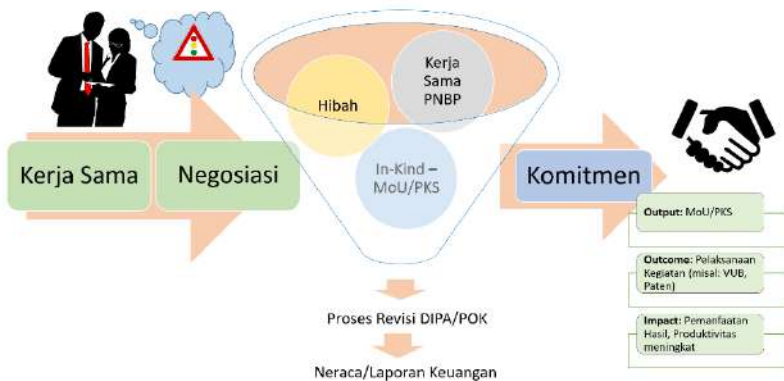 Kerja Sama
Negosiasi
Hibah
Kerja
Sama
PNBP
In-Kind –
MoU/PKS
Proses Revisi DIPA/POK
Neraca/Laporan Keuangan
Komitmen
Output: MoU/PKS
Outcome: Pelaksanaan
Kegiatan (misal: VUB,
Paten)
Impact: Pemanfaatan
Hasil, Produktivitas
meningkat